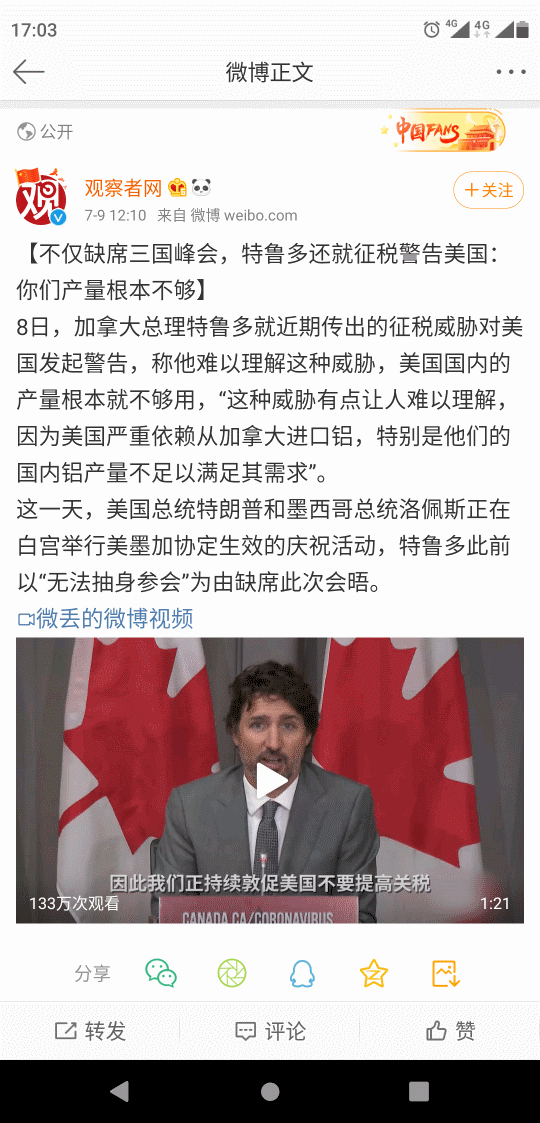 17:03
4G 4G
微博正文
公开
中国FANS
观
观察者网
+关注
7-9 12:10 来自 微博 weibo.com
【不仅缺席三国峰会，特鲁多还就征税警告美国：
你们产量根本不够】
8日，加拿大总理特鲁多就近期传出的征税威胁对美
国发起警告，称他难以理解这种威胁，美国国内的
产量根本就不够用，“这种威胁有点让人难以理解，
因为美国严重依赖从加拿大进口铝，特别是他们的
国内铝产量不足以满足其需求”。
这一天，美国总统特朗普和墨西哥总统洛佩斯正在
白宫举行美墨加协定生效的庆祝活动，特鲁多此前
以“无法抽身参会”为由缺席此次会晤。
微丢的微博视频
因此我们正持续敦促美国不要提高关税
133万次观看
1:21
CANADA.CA/CORONAVIRUS
分享
转发
评论
赞